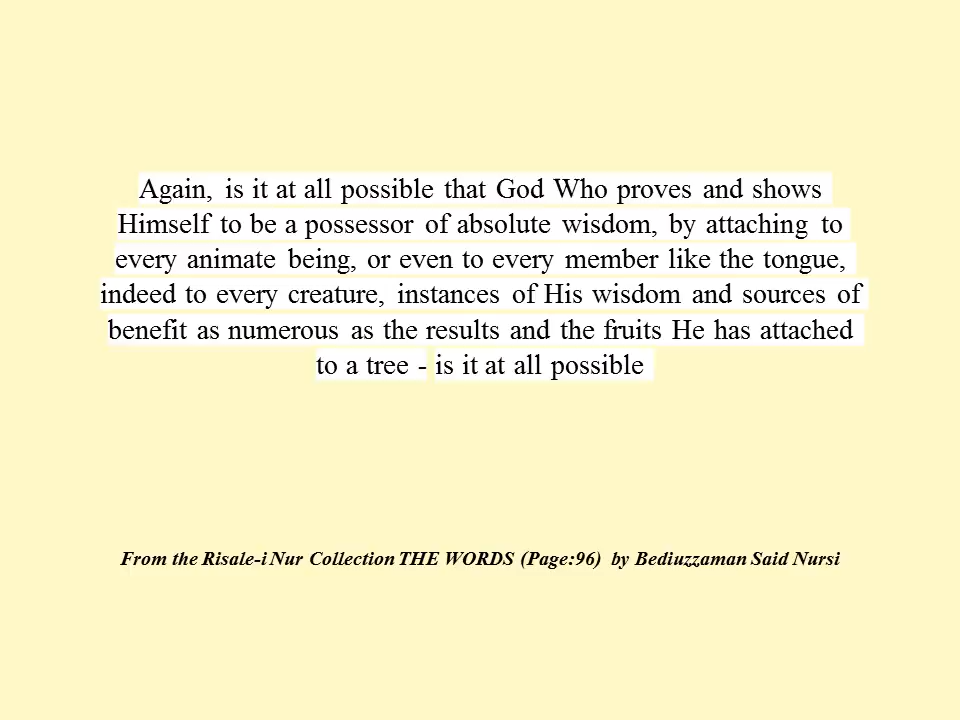 Again, is it at all possible that God Who proves and shows
Himself to be a possessor of absolute wisdom, by attaching to
every animate being, or even to every member like the tongue,
indeed to every creature, instances of His wisdom and sources of
benefit as numerous as the results and the fruits He has attached
to a tree - is it at all possible
From the Risale-i Nur Collection THE WORDS (Page:96) by Bediuzzaman Said Nursi